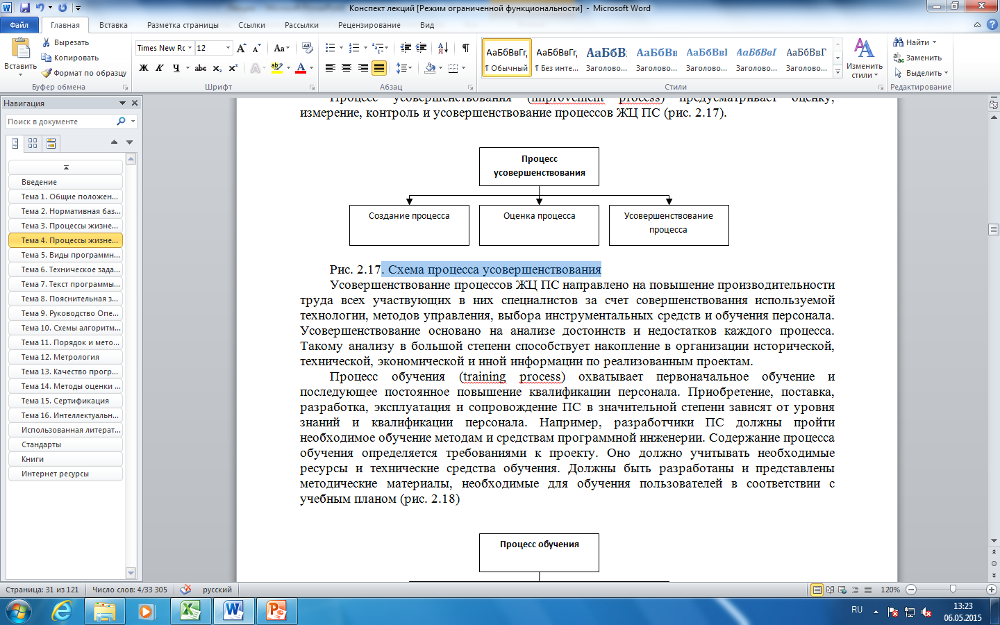 Конспект лекций [Режим ограниченной функциональности] - Microsoft Word
Файл Главная Вставка Разметка страницы Ссылки Рассылки Рецензирование Вид
Вставить
Вырезать
Копировать
Формат по образцу
Буфер обмена
Times New Rc 12
Ж К Ч abc x₂ x² A ab A
Шрифт
Абзац
АаБбВвГг, АаБбВвГг, АаБбВ АаБбВв АаБбВвІ АаБбВвІ АаБбВвГ
¶ Обычный ¶ Без инте... Заголово... Заголово... Заголово... Заголово... Заголово...
Стили
Изменить
стили
Найти
Заменить
Выделить
Редактирование
Навигация
Поиск в документе
Введение
Тема 1. Общие положен...
Тема 2. Нормативная баз...
Тема 3. Процессы жизне...
Тема 4. Процессы жизне...
Тема 5. Виды программн...
Тема 6. Техническое зада...
Тема 7. Текст программы...
Тема 8. Пояснительная з...
Тема 9. Руководство Опе...
Тема 10. Схемы алгоритм...
Тема 11. Порядок и мето...
Тема 12. Метрология
Тема 13. Качество прогр...
Тема 14. Методы оценки ...
Тема 15. Сертификация
Тема 16. Интеллектуальн...
Использованная литерат...
Стандарты
Книги
Интернет ресурсы
Процесс усовершенствования (improvement process) предусматривает оценку,
измерение, контроль и усовершенствование процессов ЖЦ ПС (рис. 2.17).
Процесс
усовершенствования
Создание процесса
Оценка процесса
Усовершенствование
процесса
Рис. 2.17. Схема процесса усовершенствования
Усовершенствование процессов ЖЦ ПС направлено на повышение производительности
труда всех участвующих в них специалистов за счет совершенствования используемой
технологии, методов управления, выбора инструментальных средств и обучения персонала.
Усовершенствование основано на анализе достоинств и недостатков каждого процесса.
Такому анализу в большой степени способствует накопление в организации исторической,
технической, экономической и иной информации по реализованным проектам.
Процесс обучения (training process) охватывает первоначальное обучение и
последующее постоянное повышение квалификации персонала. Приобретение, поставка,
разработка, эксплуатация и сопровождение ПС в значительной степени зависят от уровня
знаний и квалификации персонала. Например, разработчики ПС должны пройти
необходимое обучение методам и средствам программной инженерии. Содержание процесса
обучения определяется требованиями к проекту. Оно должно учитывать необходимые
ресурсы и технические средства обучения. Должны быть разработаны и представлены
методические материалы, необходимые для обучения пользователей в соответствии с
учебным планом (рис. 2.18)
Процесс обучения
Страница: 31 из 121 Число слов: 4/33 305 русский 120%
RU 13:23
06.05.2015